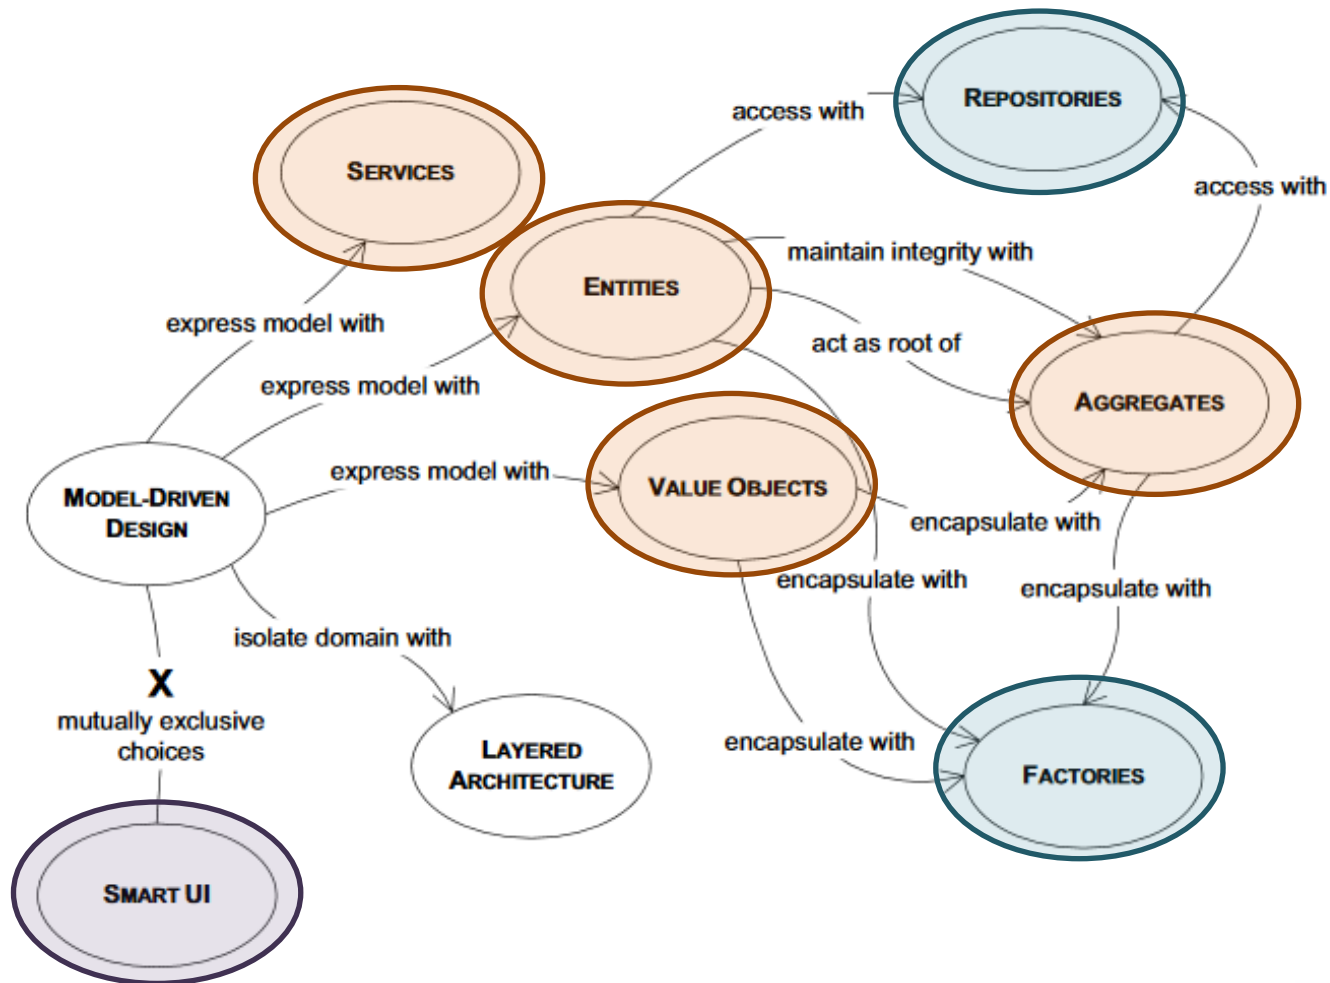 REPOSITORIES
access with
SERVICES
access with
maintain integrity with
ENTITIES
express model with
act as root of
express model with
AGGREGATES
express model with
VALUE OBJECTS
MODEL-DRIVEN
DESIGN
encapsulate with
encapsulate with
encapsulate with
isolate domain with
X
mutually exclusive
choices
encapsulate with
LAYERED
ARCHITECTURE
FACTORIES
SMART UI